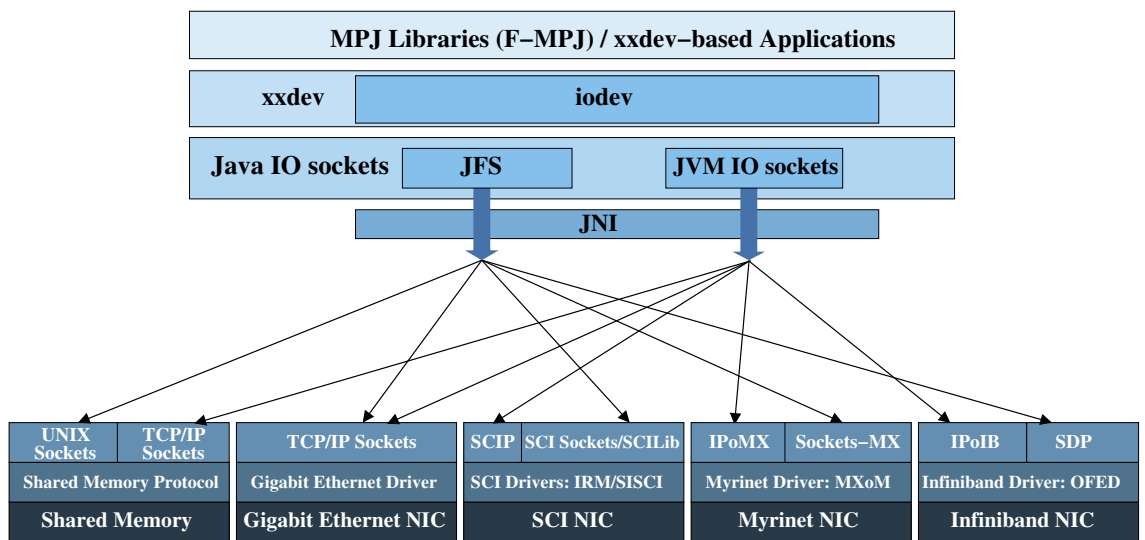 MPJ Libraries (F−MPJ) / xxdev−based Applications
xxdev
iodev
Java IO sockets
JFS
JVM IO sockets
JNI
UNIX
Sockets
TCP/IP
Sockets
TCP/IP Sockets
SCIP
SCI Sockets/SCILib
IPoMX
Sockets−MX
IPoIB
SDP
Shared Memory Protocol
Gigabit Ethernet Driver
SCI Drivers: IRM/SISCI
Myrinet Driver: MXoM
Infiniband Driver: OFED
Shared Memory
Gigabit Ethernet NIC
SCI NIC
Myrinet NIC
Infiniband NIC